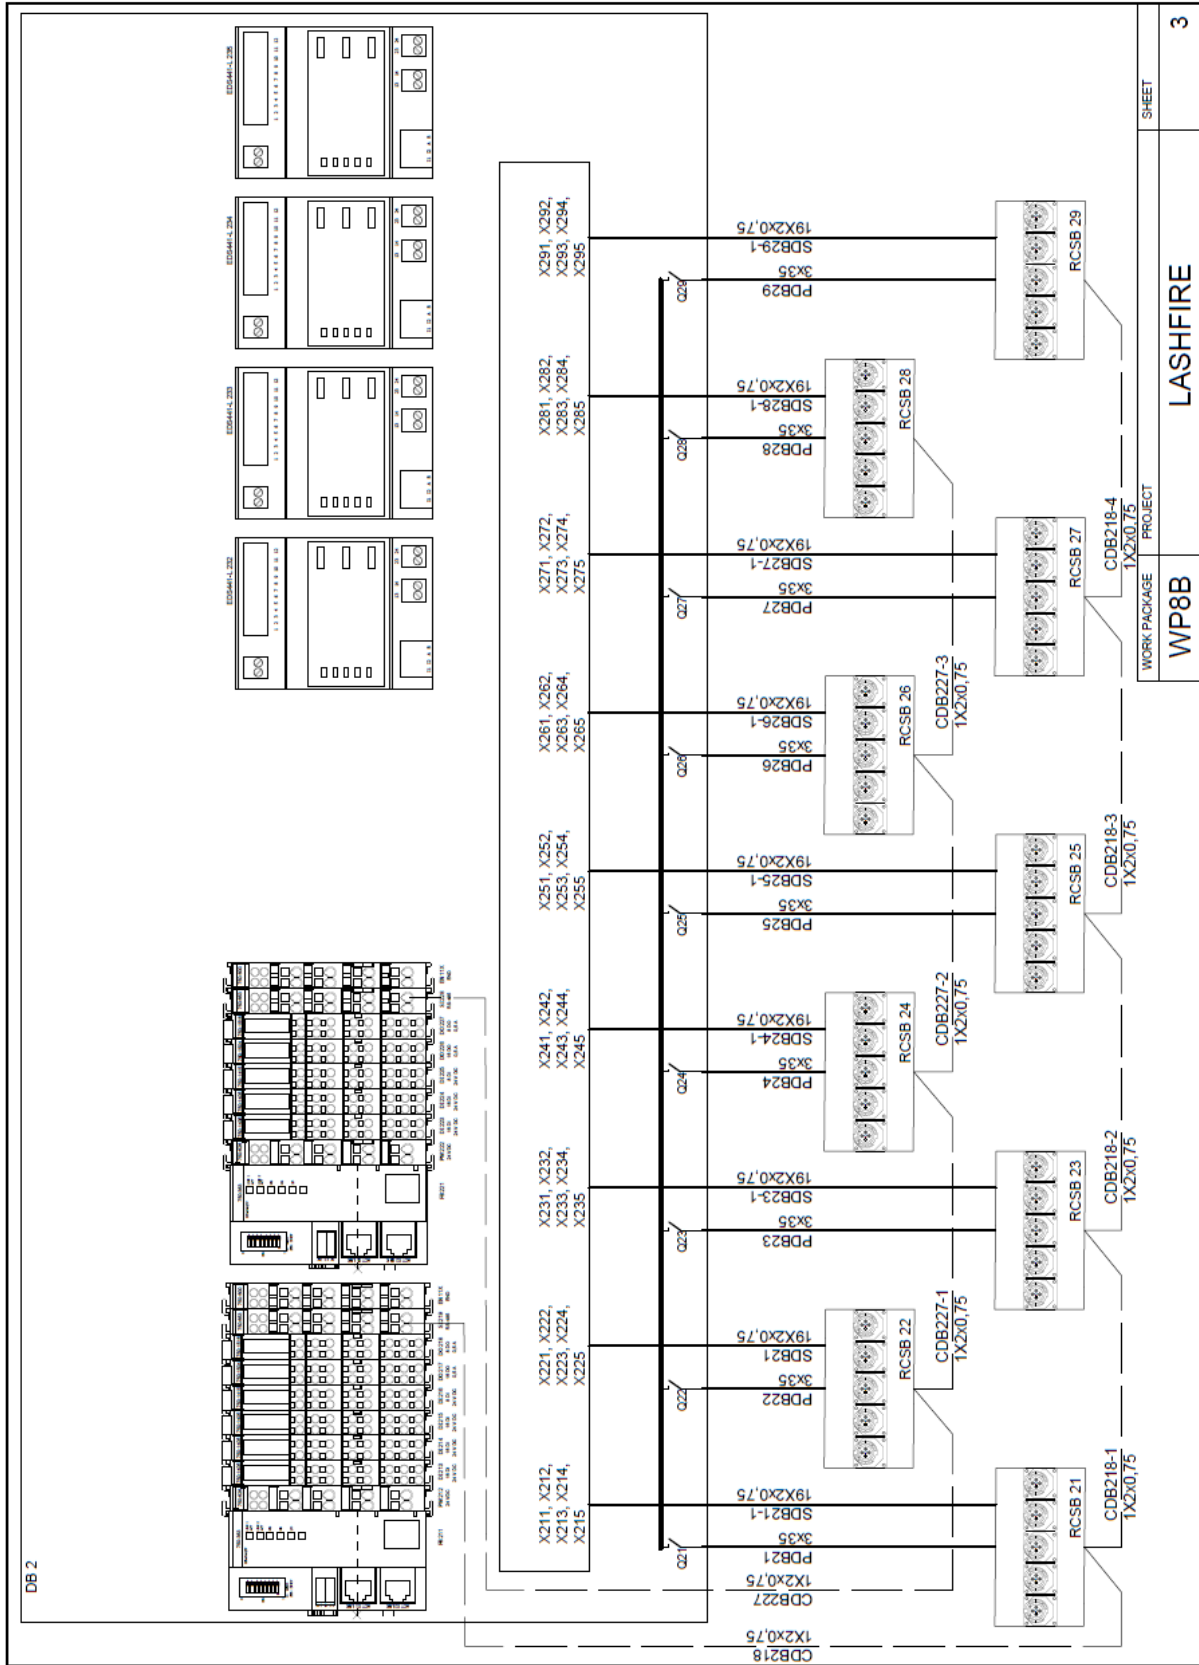 DB 2
EDS441-L 232
EDS441-L 233
EDS441-L 234
EDS441-L 235
X211, X212,
X213, X214,
X215
X221, X222,
X223, X224,
X225
X231, X232,
X233, X234,
X235
X241, X242,
X243, X244,
X245
X251, X252,
X253, X254,
X255
X261, X262,
X263, X264,
X265
X271, X272,
X273, X274,
X275
X281, X282,
X283, X284,
X285
X291, X292,
X293, X294,
X295
Q21
Q22
Q23
Q24
Q25
Q26
Q27
Q28
Q29
CDB218
1X2x0,75
CDB227
1X2x0,75
PDB21
3x35
SDB21-1
19X2x0,75
PDB22
3x35
SDB21
19X2x0,75
PDB23
3x35
SDB23-1
19X2x0,75
PDB24
3x35
SDB24-1
19X2x0,75
PDB25
3x35
SDB25-1
19X2x0,75
PDB26
3x35
SDB26-1
19X2x0,75
PDB27
3x35
SDB27-1
19X2x0,75
PDB28
3x35
SDB28-1
19X2x0,75
PDB29
3x35
SDB29-1
19X2x0,75
RCSB 22
RCSB 24
RCSB 26
RCSB 28
CDB227-1
1X2x0,75
CDB227-2
1X2x0,75
CDB227-3
1X2x0,75
RCSB 21
RCSB 23
RCSB 25
RCSB 27
RCSB 29
CDB218-1
1X2x0,75
CDB218-2
1X2x0,75
CDB218-3
1X2x0,75
CDB218-4
1X2x0,75
WORK PACKAGE
WP8B
PROJECT
LASHFIRE
SHEET
3